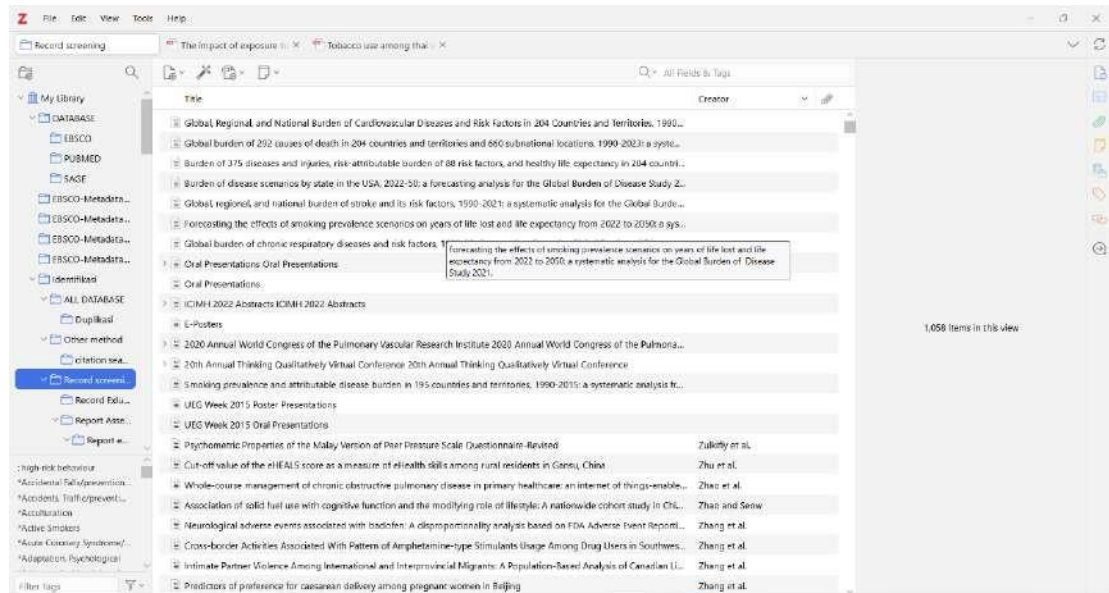 Z File Edit View Tools Help
Record screening
The impact of exposure
Tobacco use among thai
All Fields & Tags
My Library
DATABASE
EBSCO
PUBMED
SAGE
EBSCO-Metadata...
EBSCO-Metadata...
EBSCO-Metadata...
EBSCO-Metadata...
Identifikasi
ALL DATABASE
Duplikasi
Other method
citation sea...
Record screeni...
Record Exlu...
Report Asse...
Report e...
: high-risk behaviour
*Accidental Falls/prevention...
*Accidents, Traffic/preventi...
*Acculturation
*Active Smokers
*Acute Coronary Syndrome/...
*Adaptation, Psychological
Filter Tags
Title Creator
Global, Regional, and National Burden of Cardiovascular Diseases and Risk Factors in 204 Countries and Territories, 1990...
Global burden of 292 causes of death in 204 countries and territories and 660 subnational locations, 1990-2023: a syste...
Burden of 375 diseases and injuries, risk-attributable burden of 88 risk factors, and healthy life expectancy in 204 countri...
Burden of disease scenarios by state in the USA, 2022-50: a forecasting analysis for the Global Burden of Disease Study 2...
Global, regional, and national burden of stroke and its risk factors, 1990-2021: a systematic analysis for the Global Burde...
Forecasting the effects of smoking prevalence scenarios on years of life lost and life expectancy from 2022 to 2050: a sys...
Global burden of chronic respiratory diseases and risk factors,
Forecasting the effects of smoking prevalence scenarios on years of life lost and life
expectancy from 2022 to 2050: a systematic analysis for the Global Burden of Disease
Study 2021.
Oral Presentations Oral Presentations
Oral Presentations.
ICIMH 2022 Abstracts ICIMH 2022 Abstracts
E-Posters
2020 Annual World Congress of the Pulmonary Vascular Research Institute 2020 Annual World Congress of the Pulmona...
20th Annual Thinking Qualitatively Virtual Conference 20th Annual Thinking Qualitatively Virtual Conference
Smoking prevalence and attributable disease burden in 195 countries and territories, 1990-2015: a systematic analysis fr...
UEG Week 2015 Poster Presentations
UEG Week 2015 Oral Presentations
Psychometric Properties of the Malay Version of Peer Pressure Scale Questionnaire-Revised Zulkifly et al.
Cut-off value of the eHEALS score as a measure of eHealth skills among rural residents in Gansu, China Zhu et al.
Whole-course management of chronic obstructive pulmonary disease in primary healthcare: an internet of things-enable... Zhao et al.
Association of solid fuel use with cognitive function and the modifying role of lifestyle: A nationwide cohort study in Chi... Zhao and Seow
Neurological adverse events associated with baclofen: A disproportionality analysis based on FDA Adverse Event Reporti... Zhang et al.
Cross-border Activities Associated With Pattern of Amphetamine-type Stimulants Usage Among Drug Users in Southwes... Zhang et al.
Intimate Partner Violence Among International and Interprovincial Migrants: A Population-Based Analysis of Canadian Li... Zhang et al.
Predictors of preference for caesarean delivery among pregnant women in Beijing Zhang et al.
1,058 items in this view